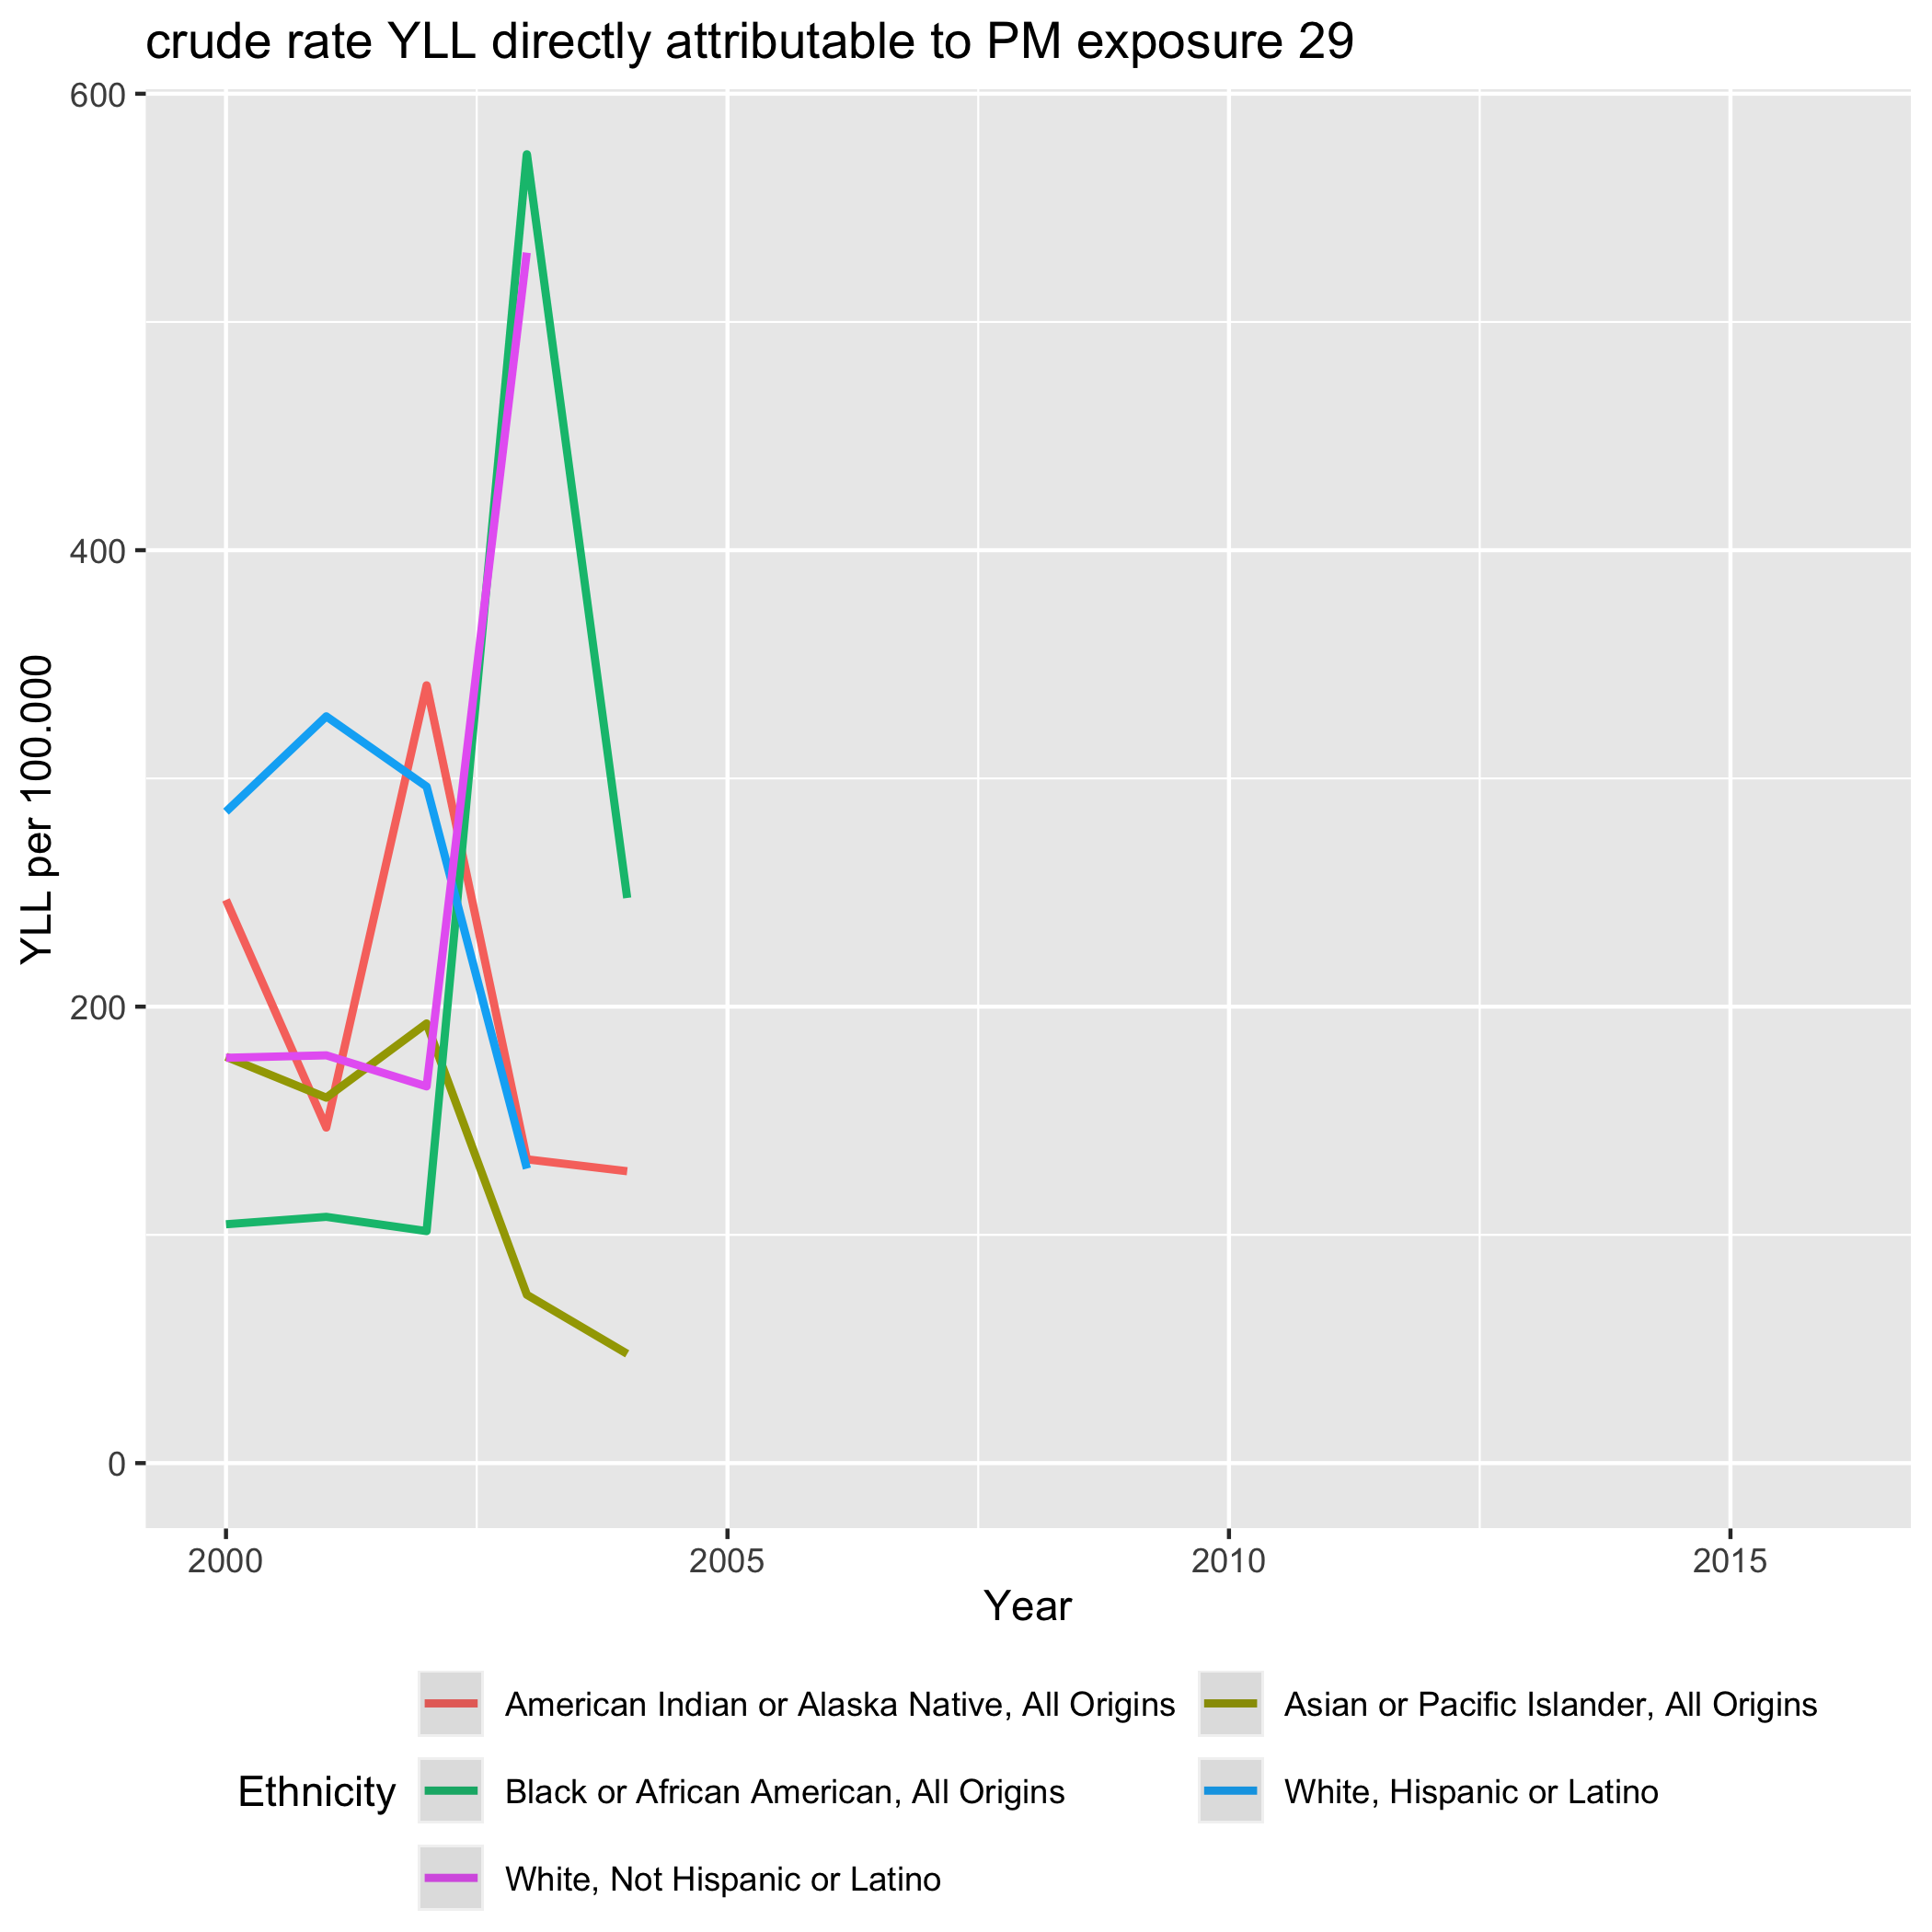 crude rate YLL directly attributable to PM exposure 29
600
400
200
0
YLL per 100.000
2000 2005 2010 2015
Year
Ethnicity
American Indian or Alaska Native, All Origins
Asian or Pacific Islander, All Origins
Black or African American, All Origins
White, Hispanic or Latino
White, Not Hispanic or Latino